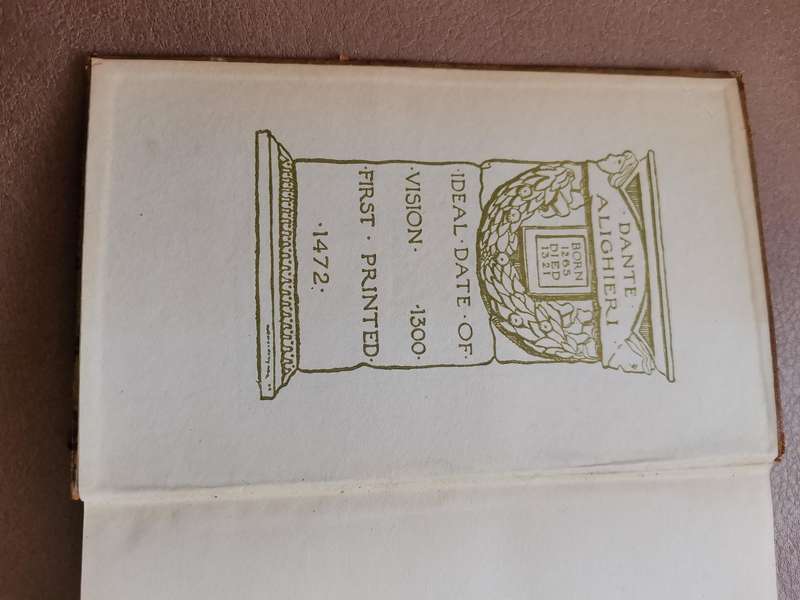 ·DANTE·
ALIGHIERI·
BORN
1265
DIED
1321
·IDEAL·DATE·OF·
·VISION· ·1300·
·FIRST·PRINTED·
·1472·